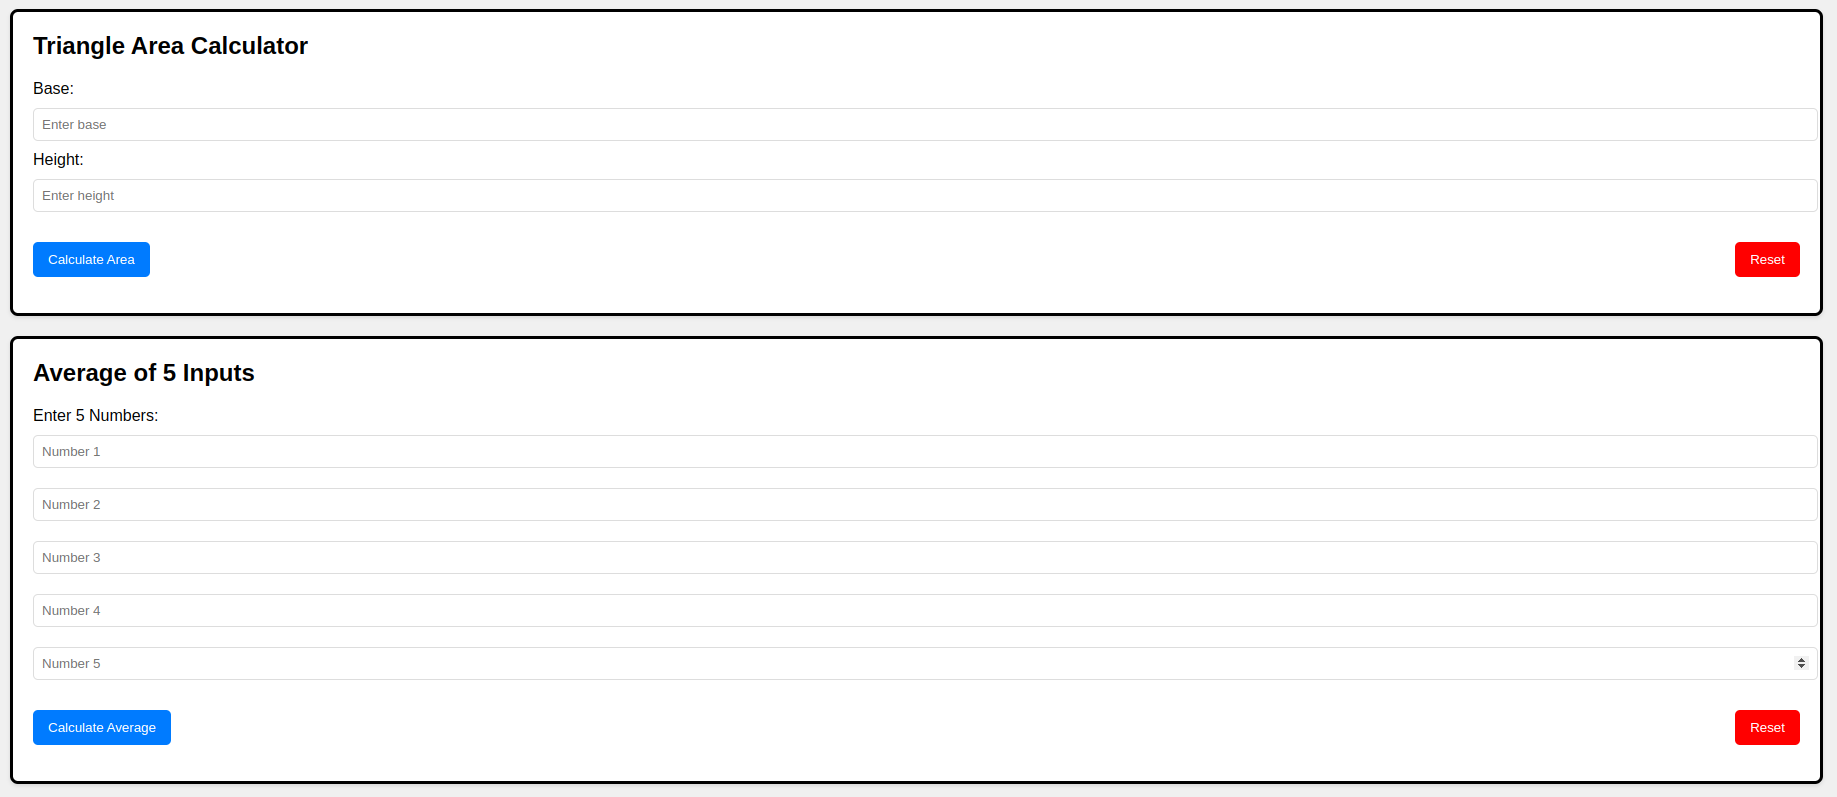 Triangle Area Calculator
Base:
Enter base
Height:
Enter height
Calculate Area Reset
Average of 5 Inputs
Enter 5 Numbers:
Number 1
Number 2
Number 3
Number 4
Number 5
Calculate Average Reset